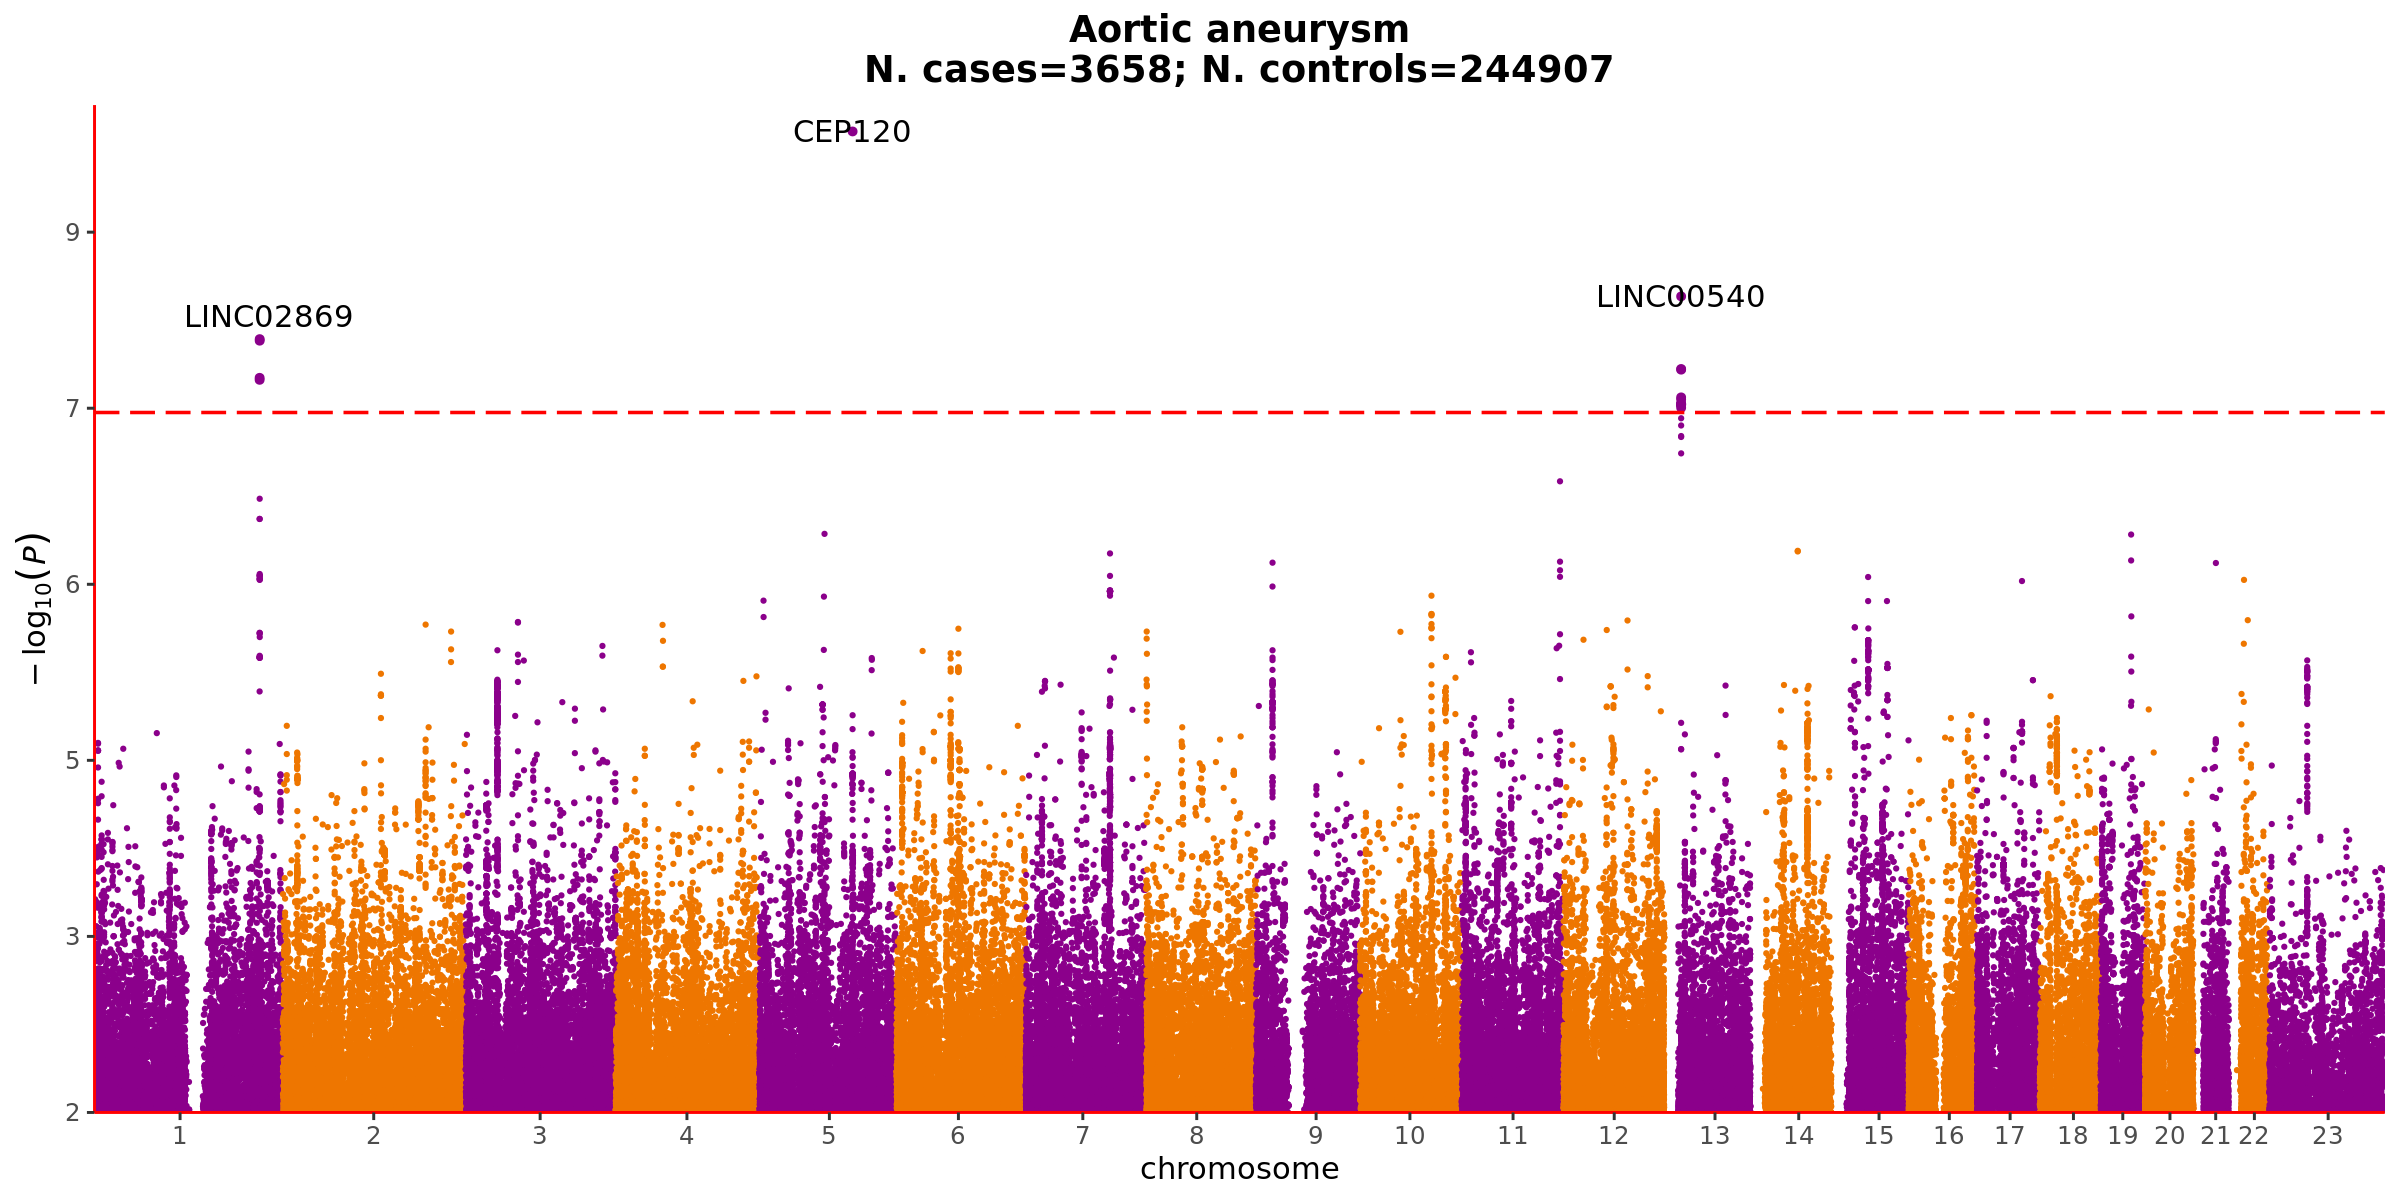 Aortic aneurysm
N. cases=3658; N. controls=244907
CEP120
LINC02869
LINC00540
9
7
6
5
3
2
− log10(P)
1 2 3 4 5 6 7 8 9 10 11 12 13 14 15 16 17 18 19 20 21 22 23
chromosome